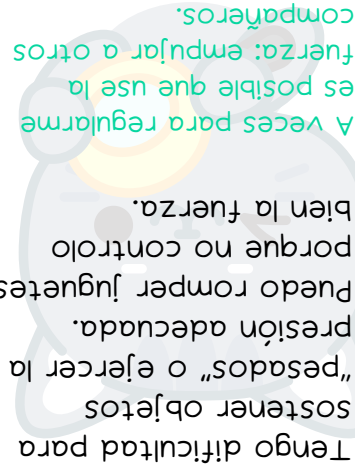 Tengo dificultad para
sostener objetos
"pesados" o ejercer la
presión adecuada.
Puedo romper juguetes
porque no controlo
bien la fuerza.
A veces para regularme
es posible que use la
fuerza: empujar a otros
compañeros.